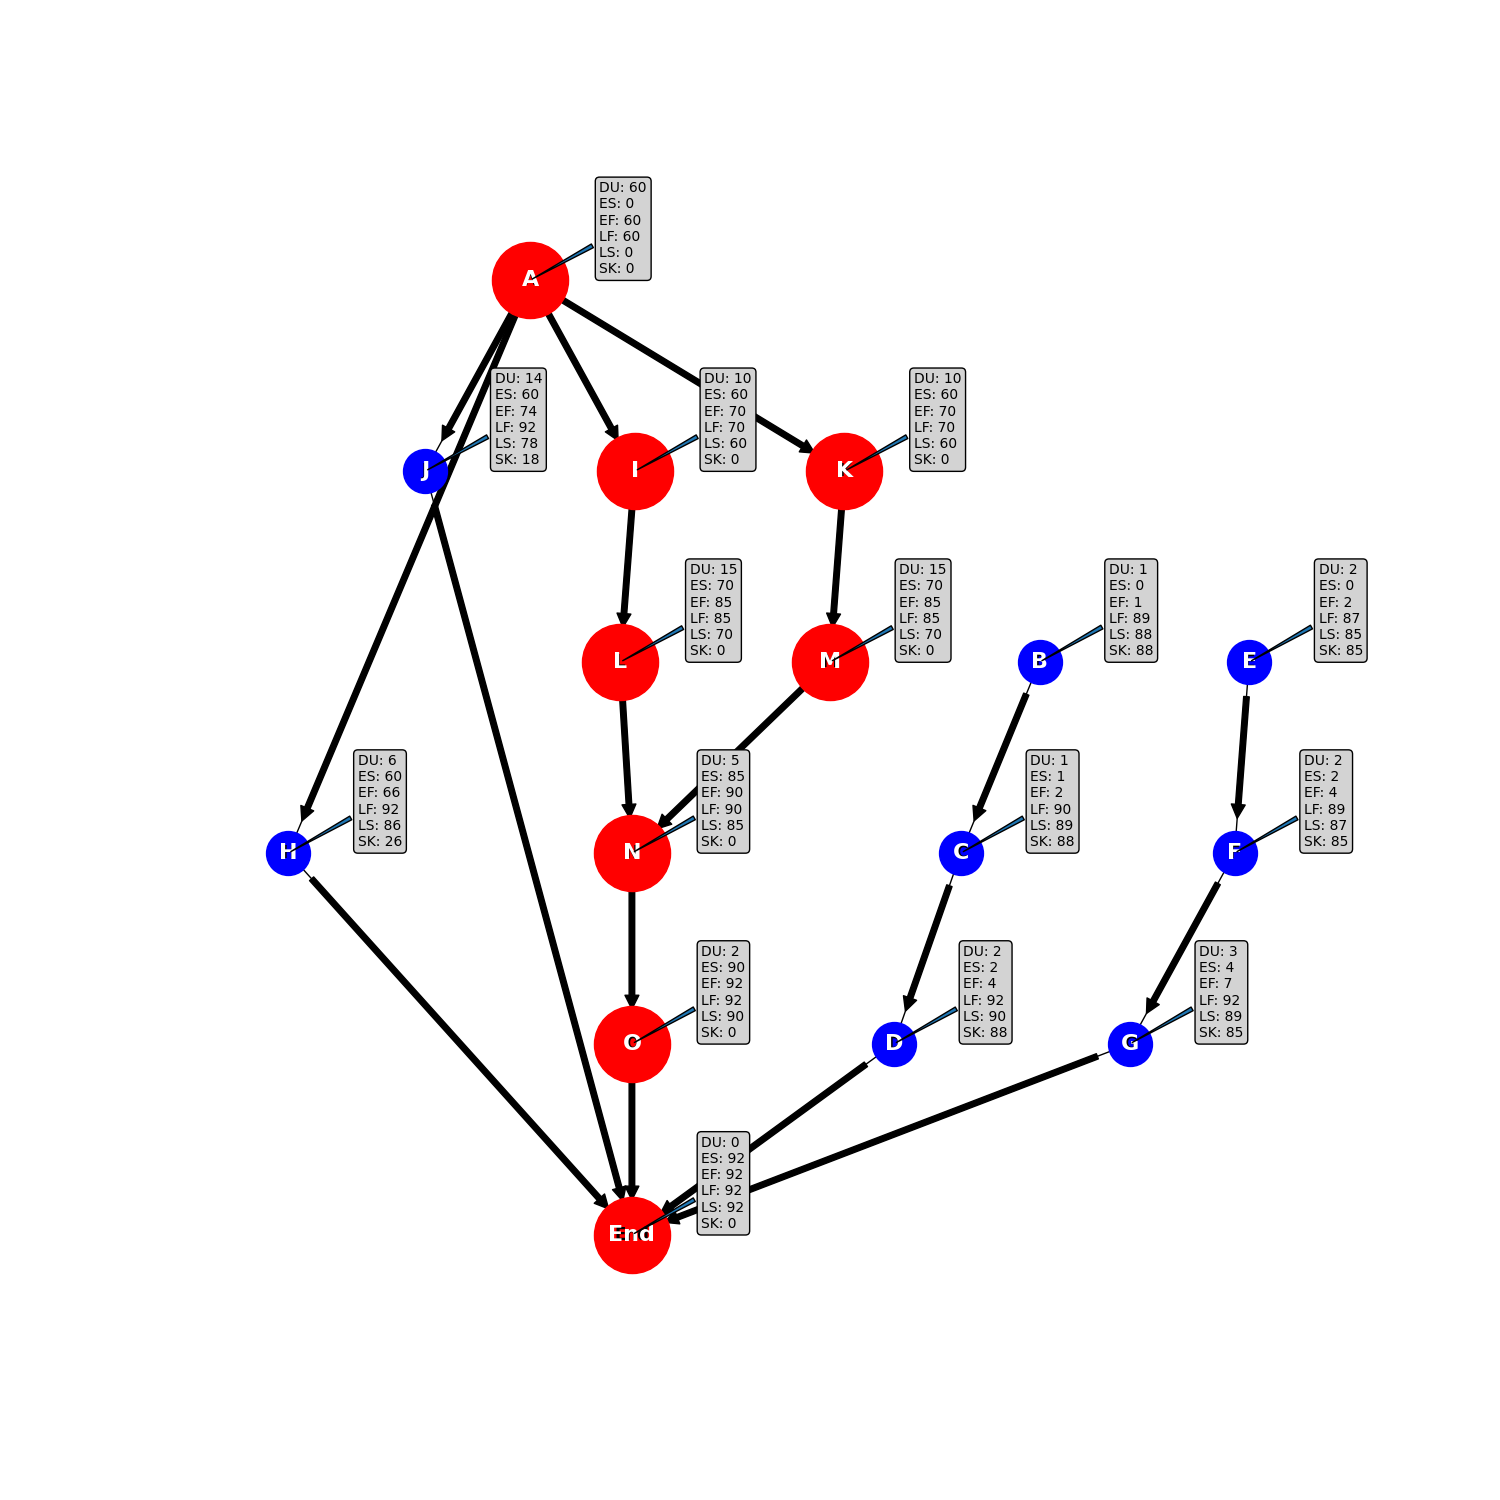 DU: 60
ES: 0
EF: 60
LF: 60
LS: 0
SK: 0
A
DU: 14
ES: 60
EF: 74
LF: 92
LS: 78
SK: 18
J
DU: 10
ES: 60
EF: 70
LF: 70
LS: 60
SK: 0
I
DU: 10
ES: 60
EF: 70
LF: 70
LS: 60
SK: 0
K
DU: 15
ES: 70
EF: 85
LF: 85
LS: 70
SK: 0
L
DU: 15
ES: 70
EF: 85
LF: 85
LS: 70
SK: 0
M
DU: 1
ES: 0
EF: 1
LF: 89
LS: 88
SK: 88
B
DU: 2
ES: 0
EF: 2
LF: 87
LS: 85
SK: 85
E
DU: 6
ES: 60
EF: 66
LF: 92
LS: 86
SK: 26
H
DU: 5
ES: 85
EF: 90
LF: 90
LS: 85
SK: 0
N
DU: 1
ES: 1
EF: 2
LF: 90
LS: 89
SK: 88
C
DU: 2
ES: 2
EF: 4
LF: 89
LS: 87
SK: 85
F
DU: 2
ES: 90
EF: 92
LF: 92
LS: 90
SK: 0
O
DU: 2
ES: 2
EF: 4
LF: 92
LS: 90
SK: 88
D
DU: 3
ES: 4
EF: 7
LF: 92
LS: 89
SK: 85
G
DU: 0
ES: 92
EF: 92
LF: 92
LS: 92
SK: 0
End